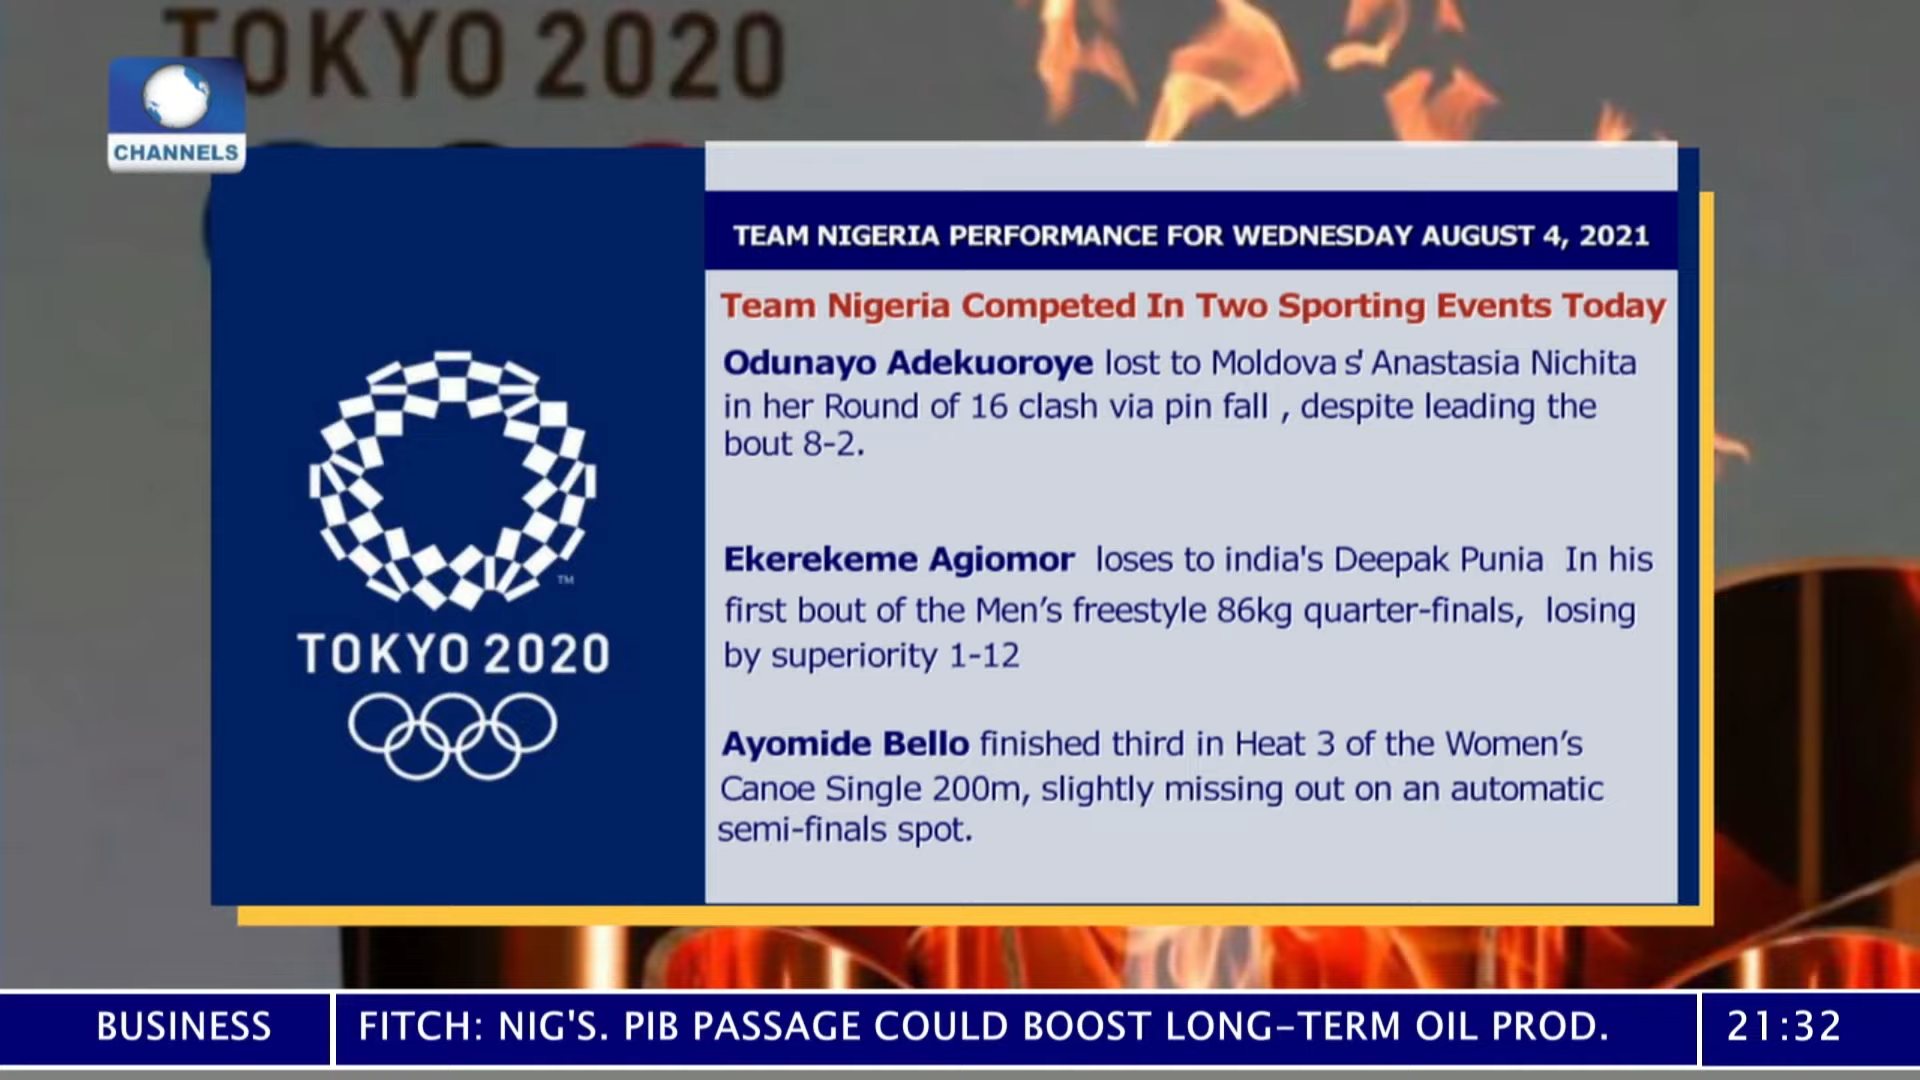 TOKYO 2020
CHANNELS
TEAM NIGERIA PERFORMANCE FOR WEDNESDAY AUGUST 4, 2021
Team Nigeria Competed In Two Sporting Events Today
Odunayo Adekuoroye lost to Moldova s' Anastasia Nichita
in her Round of 16 clash via pin fall , despite leading the
bout 8-2.
Ekerekeme Agiomor loses to india's Deepak Punia In his
first bout of the Men’s freestyle 86kg quarter-finals, losing
by superiority 1-12
Ayomide Bello finished third in Heat 3 of the Women’s
Canoe Single 200m, slightly missing out on an automatic
semi-finals spot.
TM
TOKYO 2020
BUSINESS
FITCH: NIG'S. PIB PASSAGE COULD BOOST LONG-TERM OIL PROD.
21:32